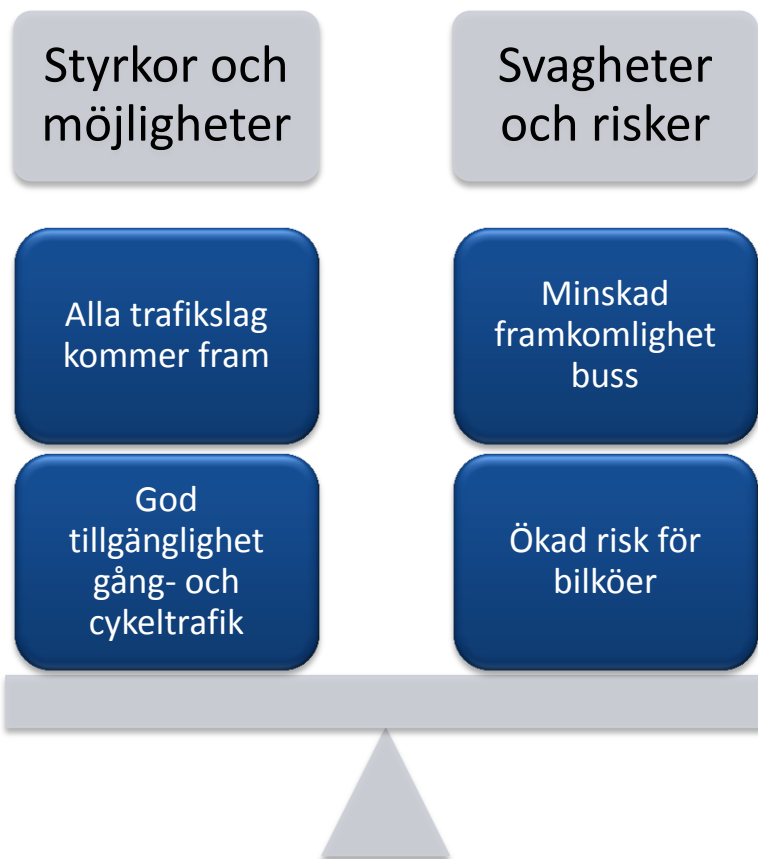 Styrkor och
möjligheter
Svagheter
och risker
Alla trafikslag
kommer fram
Minskad
framkomlighet
buss
God
tillgänglighet
gång- och
cykeltrafik
Ökad risk för
bilköer